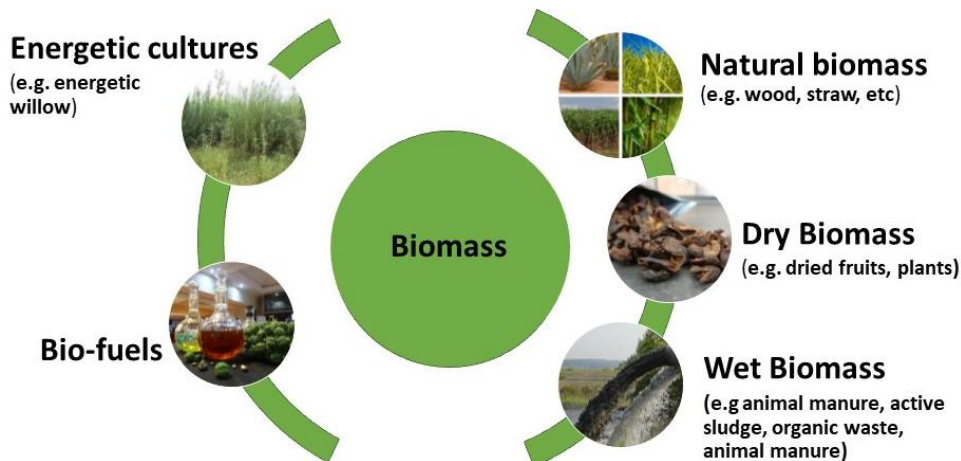 Energetic cultures
(e.g. energetic
willow)
Bio-fuels
Biomass
Natural biomass
(e.g. wood, straw, etc)
Dry Biomass
(e.g. dried fruits, plants)
Wet Biomass
(e.g animal manure, active
sludge, organic waste,
animal manure)